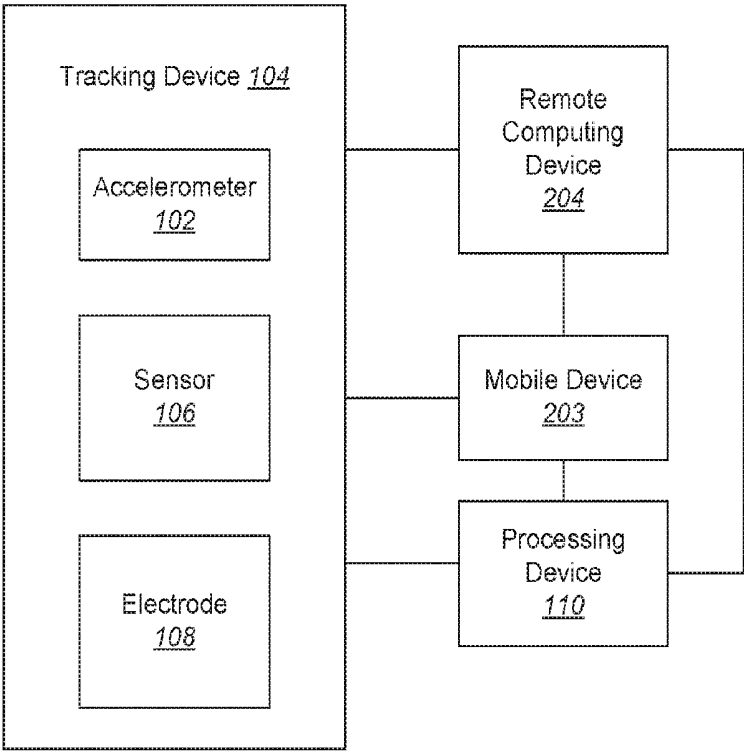 Tracking Device 104
Accelerometer
102
Sensor
106
Electrode
108
Remote
Computing
Device
204
Mobile Device
203
Processing
Device
110